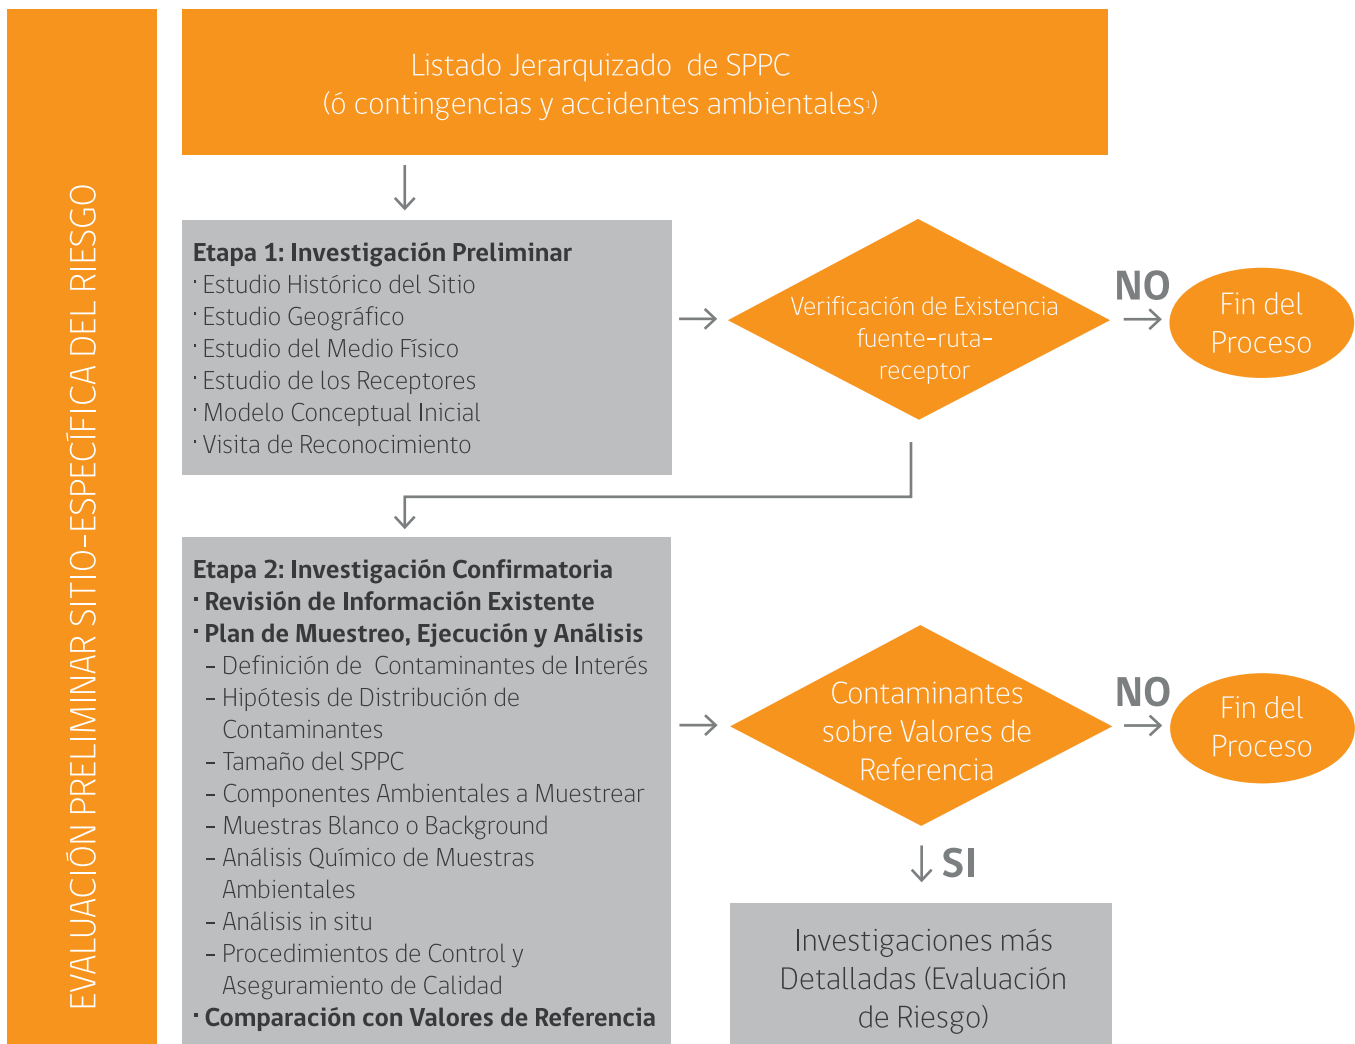 EVALUACIÓN PRELIMINAR SITIO-ESPECÍFICA DEL RIESGO
Listado Jerarquizado de SPPC
(ó contingencias y accidentes ambientales¹)
Etapa 1: Investigación Preliminar
· Estudio Histórico del Sitio
· Estudio Geográfico
· Estudio del Medio Físico
· Estudio de los Receptores
· Modelo Conceptual Inicial
· Visita de Reconocimiento
Verificación de Existencia
fuente-ruta-
receptor
NO
Fin del
Proceso
Etapa 2: Investigación Confirmatoria
· Revisión de Información Existente
· Plan de Muestreo, Ejecución y Análisis
- Definición de Contaminantes de Interés
- Hipótesis de Distribución de
Contaminantes
- Tamaño del SPPC
- Componentes Ambientales a Muestrear
- Muestras Blanco o Background
- Análisis Químico de Muestras
Ambientales
- Análisis in situ
- Procedimientos de Control y
Aseguramiento de Calidad
· Comparación con Valores de Referencia
Contaminantes
sobre Valores de
Referencia
NO
Fin del
Proceso
SI
Investigaciones más
Detalladas (Evaluación
de Riesgo)